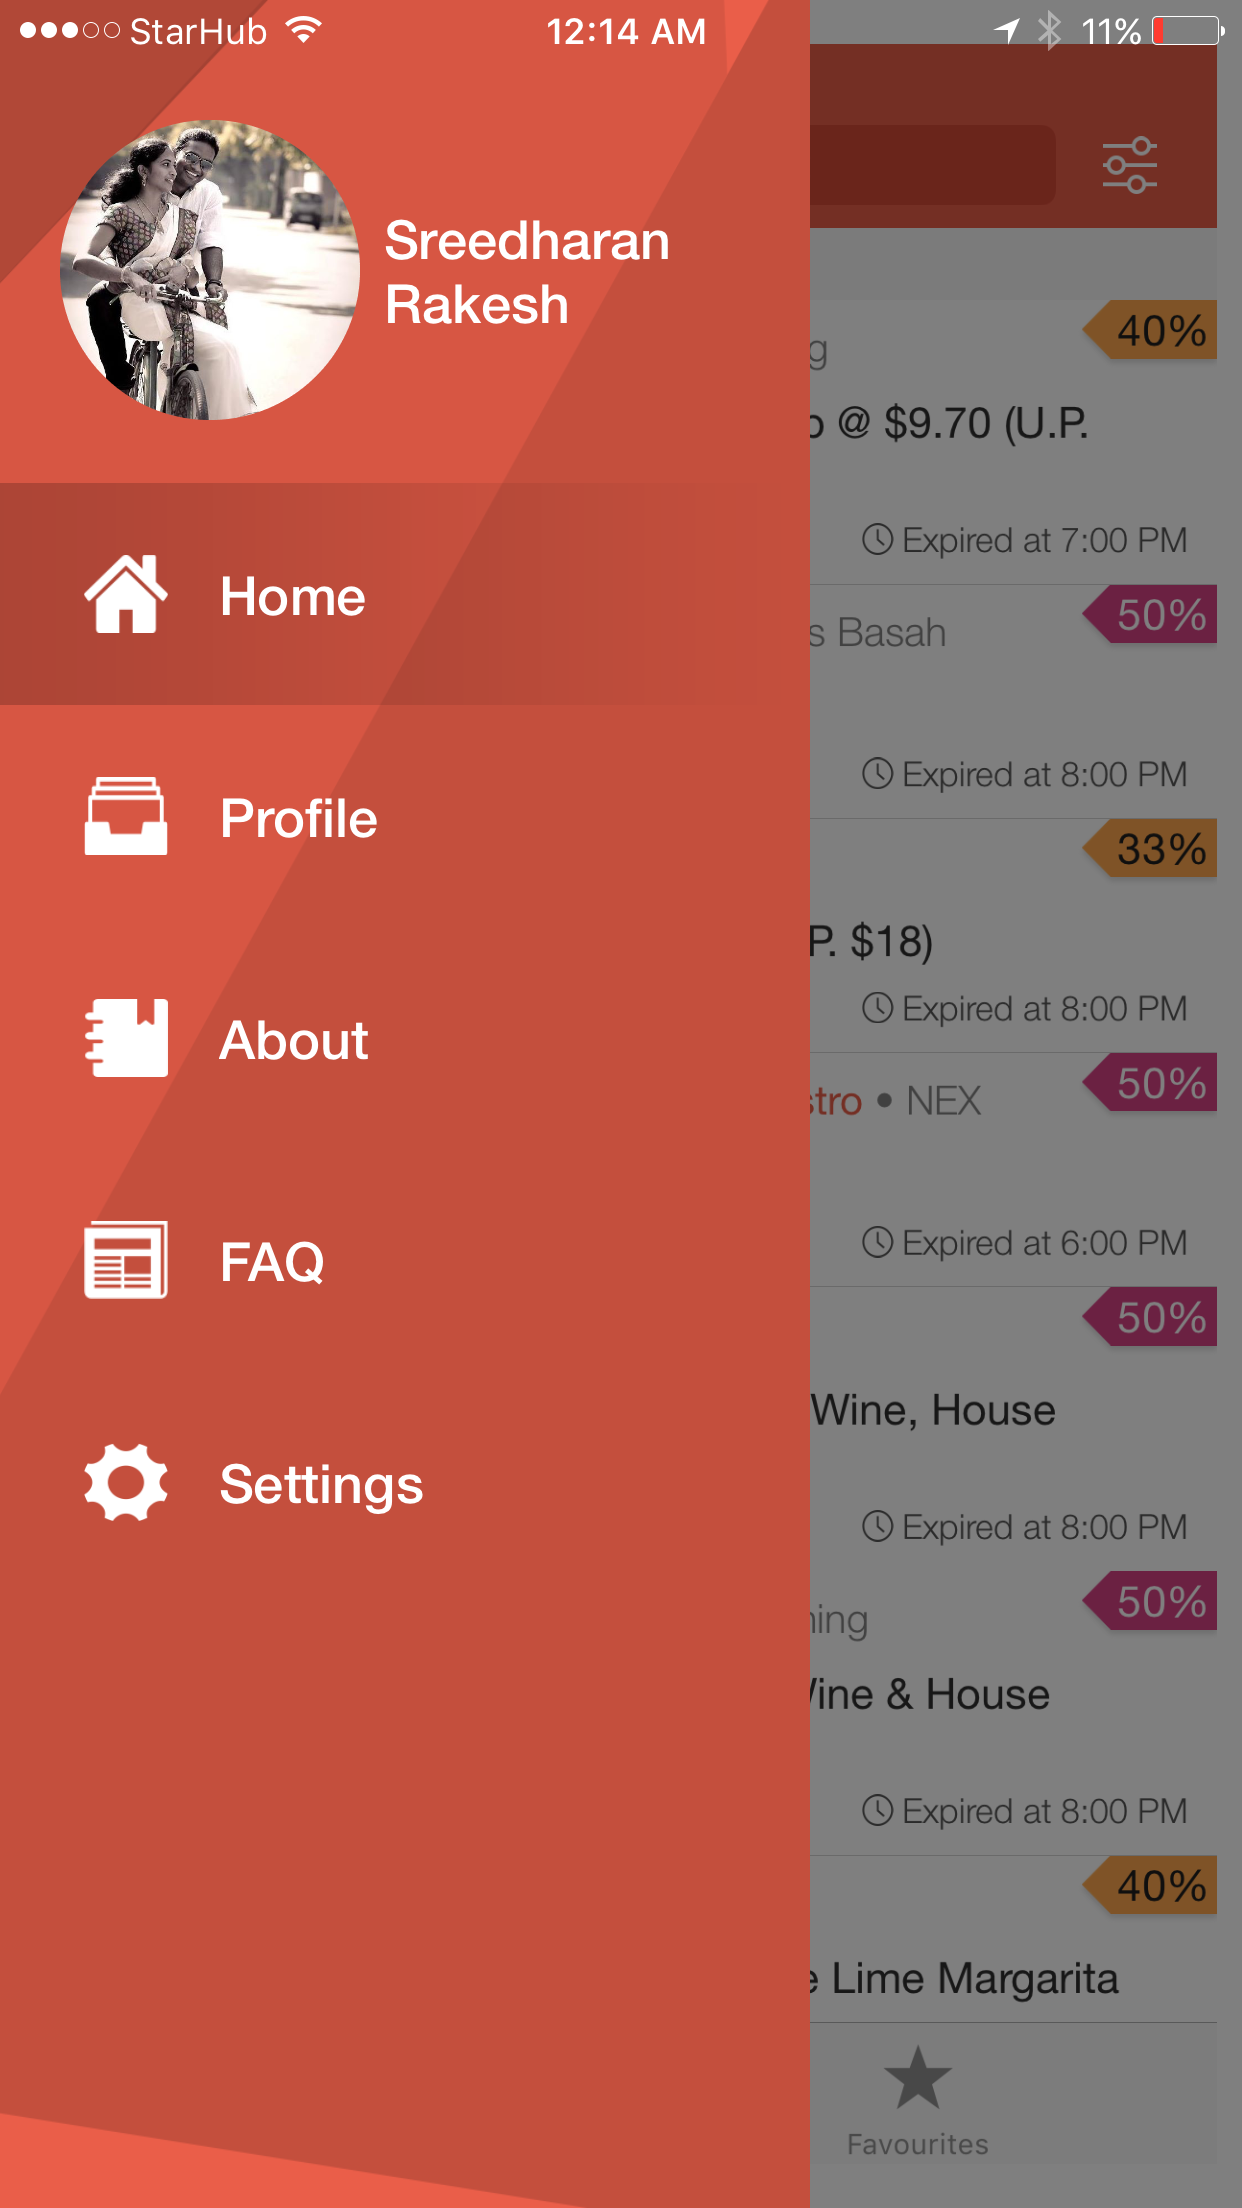 StarHub 12:14 AM 11%
Sreedharan
Rakesh
Home
Profile
About
FAQ
Settings
40%
@ $9.70 (U.P.
Expired at 7:00 PM
50%
Basah
Expired at 8:00 PM
33%
$18)
Expired at 8:00 PM
50%
• NEX
Expired at 6:00 PM
50%
Wine, House
Expired at 8:00 PM
50%
& House
Expired at 8:00 PM
40%
Lime Margarita
Favourites